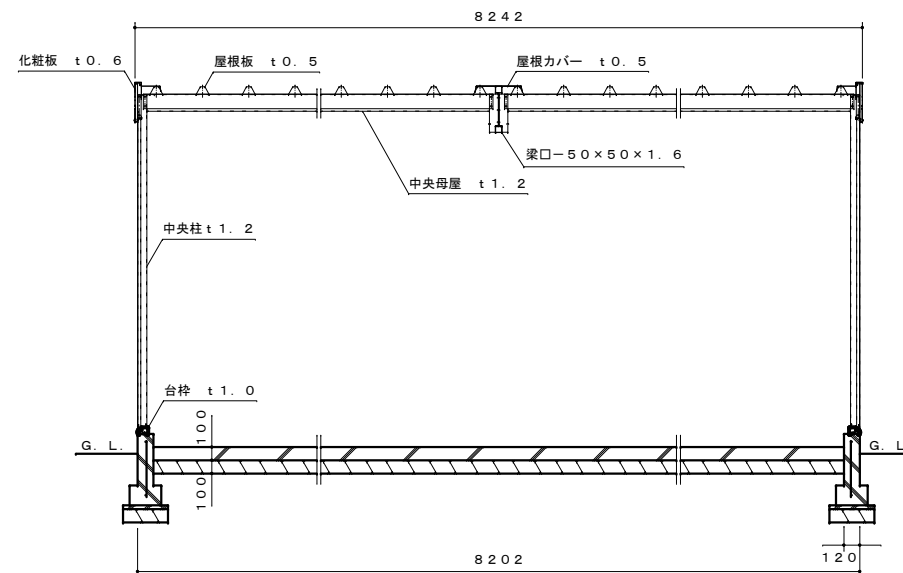 8242
化粧板 t0.6
屋根板 t0.5
屋根カバー t0.5
梁口-50×50×1.6
中央母屋 t1.2
中央柱t1.2
台枠 t1.0
100
G.L.
G.L
100
120
8202